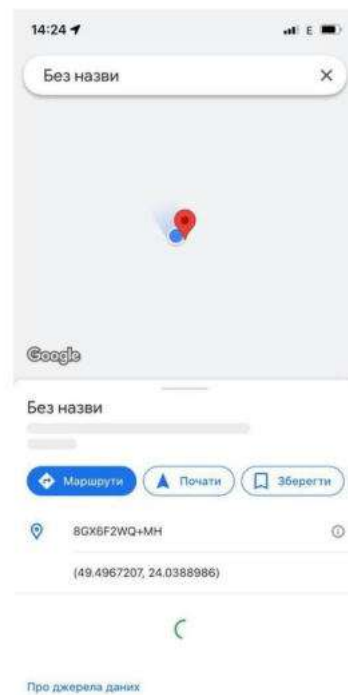 14:24
E
Без назви
Google
Без назви
Маршрути
Почати
Зберегти
8GX6F2WQ+MH
(49.4967207, 24.0388986)
Про джерела даних